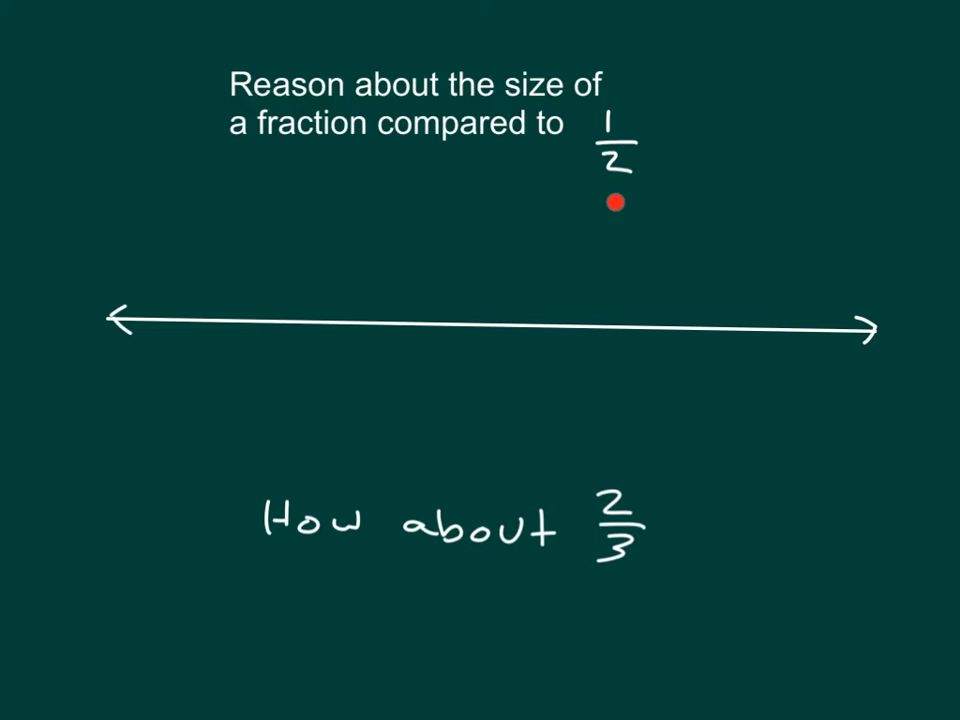 Reason about the size of
a fraction compared to 1/2
How about 2/3